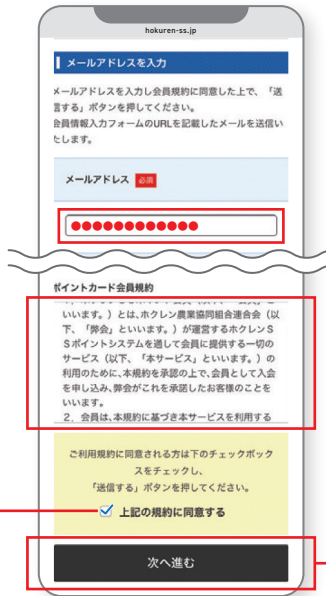 hokuren-ss.jp
メールアドレスを入力
メールアドレスを入力し会員規約に同意した上で、「送
信する」ボタンを押してください。
会員情報入力フォームのURLを記載したメールを送信い
たします。
メールアドレス 必須
ポイントカード会員規約
いいます。）とは、ホクレン農業協同組合連合会（以
下、「弊会」といいます。）が運営するホクレンS
Sポイントシステムを通して会員に提供する一切の
サービス（以下、「本サービス」といいます。）の
利用のために、本規約を承認の上で、会員として入会
を申し込み、弊会がこれを承諾したお客様のことを
いいます。
2．会員は、本規約に基づき本サービスを利用する
ご利用規約に同意される方は下のチェックボック
スをチェックし、
「送信する」ボタンを押してください。
上記の規約に同意する
次へ進む